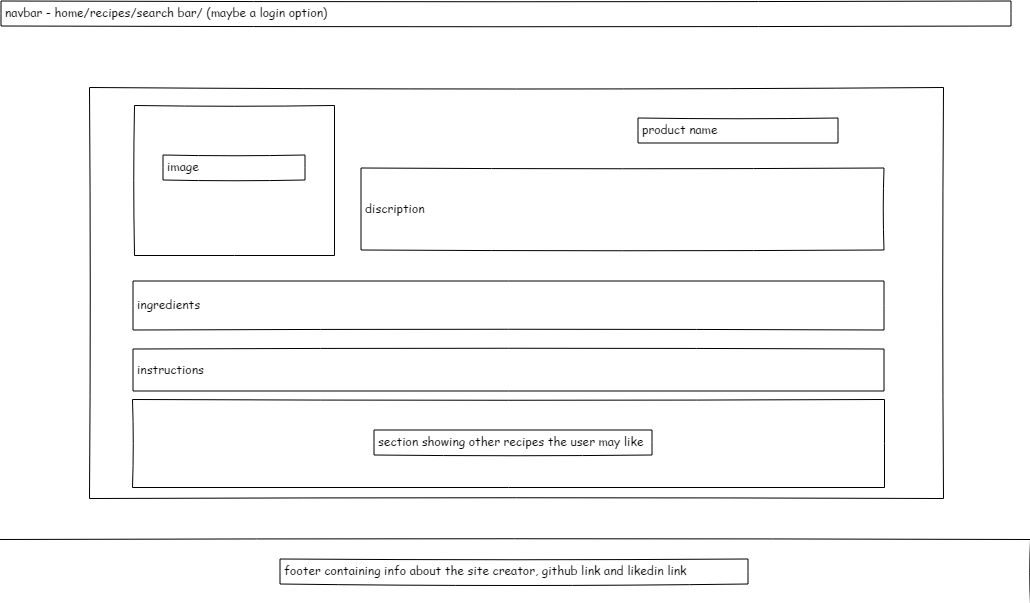 navbar - home/recipes/search bar/ (maybe a login option)
product name
image
discription
ingredients
instructions
section showing other recipes the user may like
footer containing info about the site creator, github link and likedin link